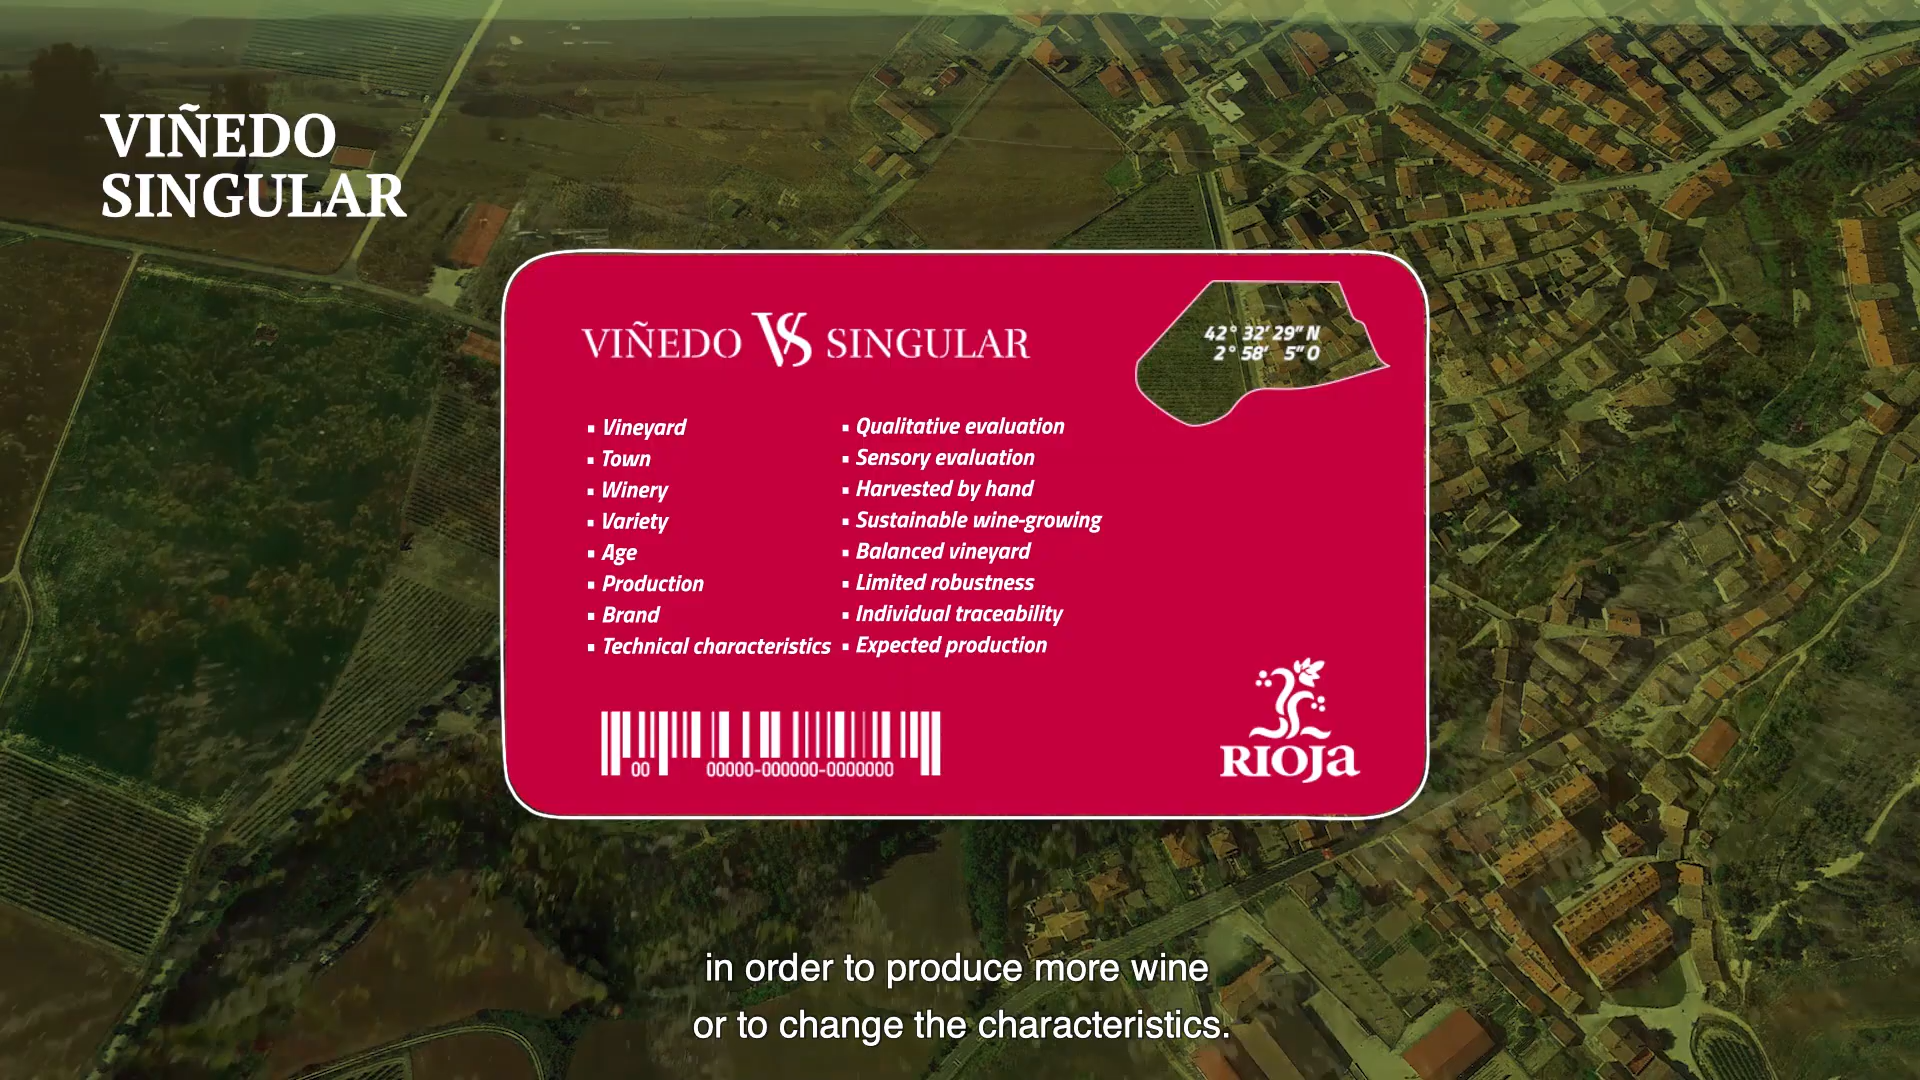 VIÑEDO
SINGULAR
VIÑEDO VS SINGULAR
42° 32' 29" N
2° 58' 5" O
▪ Vineyard
▪ Town
▪ Winery
▪ Variety
▪ Age
▪ Production
▪ Brand
▪ Technical characteristics
▪ Qualitative evaluation
▪ Sensory evaluation
▪ Harvested by hand
▪ Sustainable wine-growing
▪ Balanced vineyard
▪ Limited robustness
▪ Individual traceability
▪ Expected production
00 00000-000000-0000000
RIOJa
in order to produce more wine
or to change the characteristics.